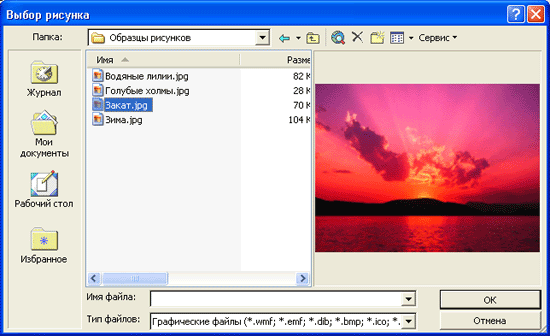 Выбор рисунка
Папка: Образцы рисунков Сервис
Имя Разме
Водяные лилии.jpg 82 К
Голубые холмы.jpg 28 К
Закат.jpg 70 К
Зима.jpg 104 К
Журнал
Мои
документы
Рабочий стол
Избранное
Имя файла: OK
Тип файлов: Графические файлы (*.wmf; *.emf; *.dib; *.bmp; *.ico; *. Отмена